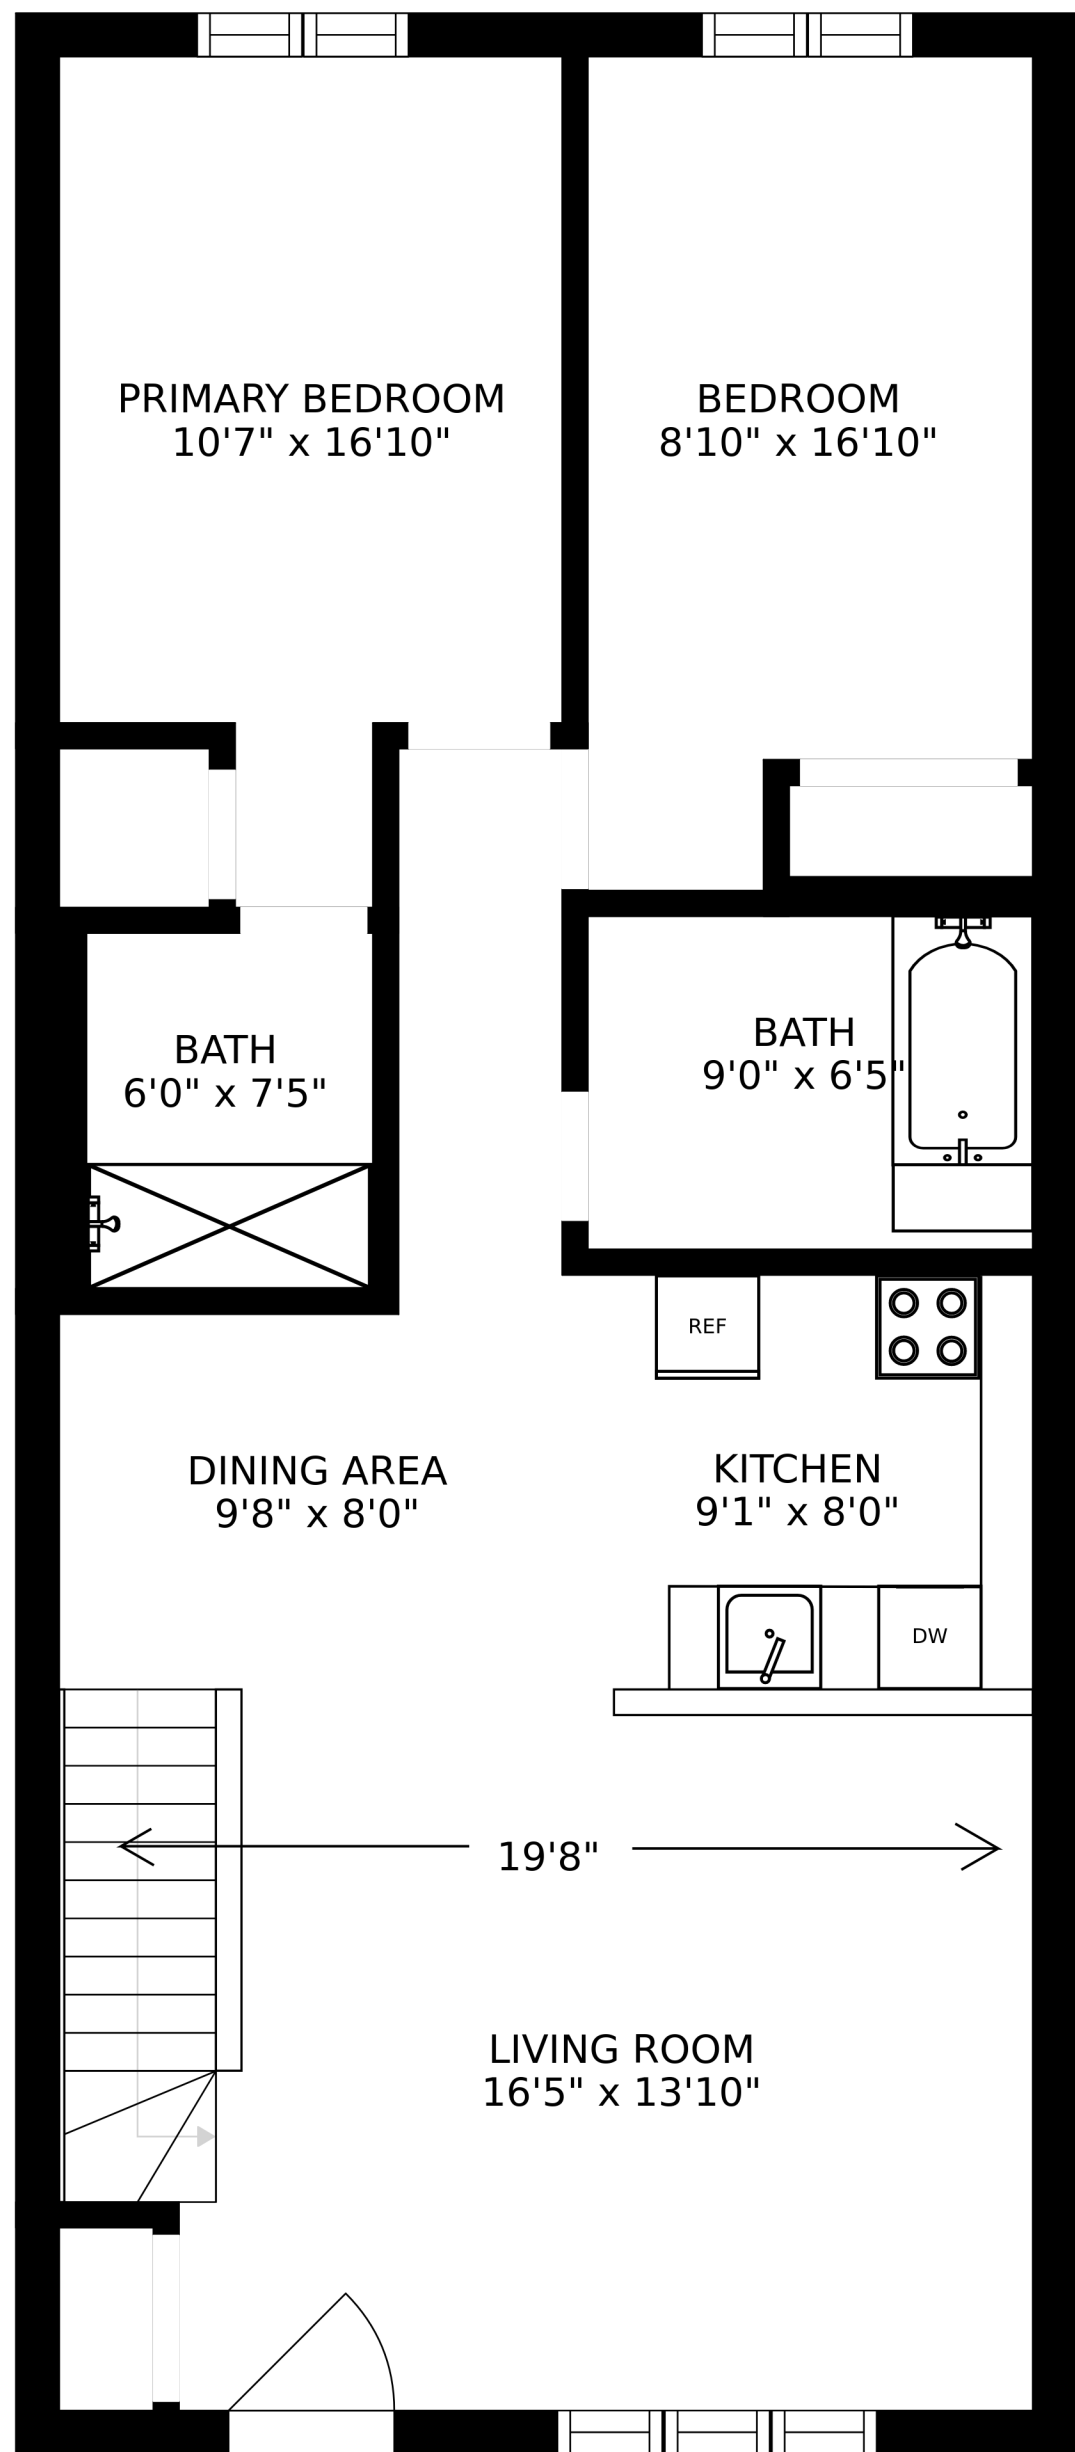 PRIMARY BEDROOM
10'7" x 16'10"
BEDROOM
8'10" x 16'10"
BATH
9'0" x 6'5"
BATH
6'0" x 7'5"
REF
DINING AREA
9'8" x 8'0"
KITCHEN
9'1" x 8'0"
DW
19'8"
LIVING ROOM
16'5" x 13'10"